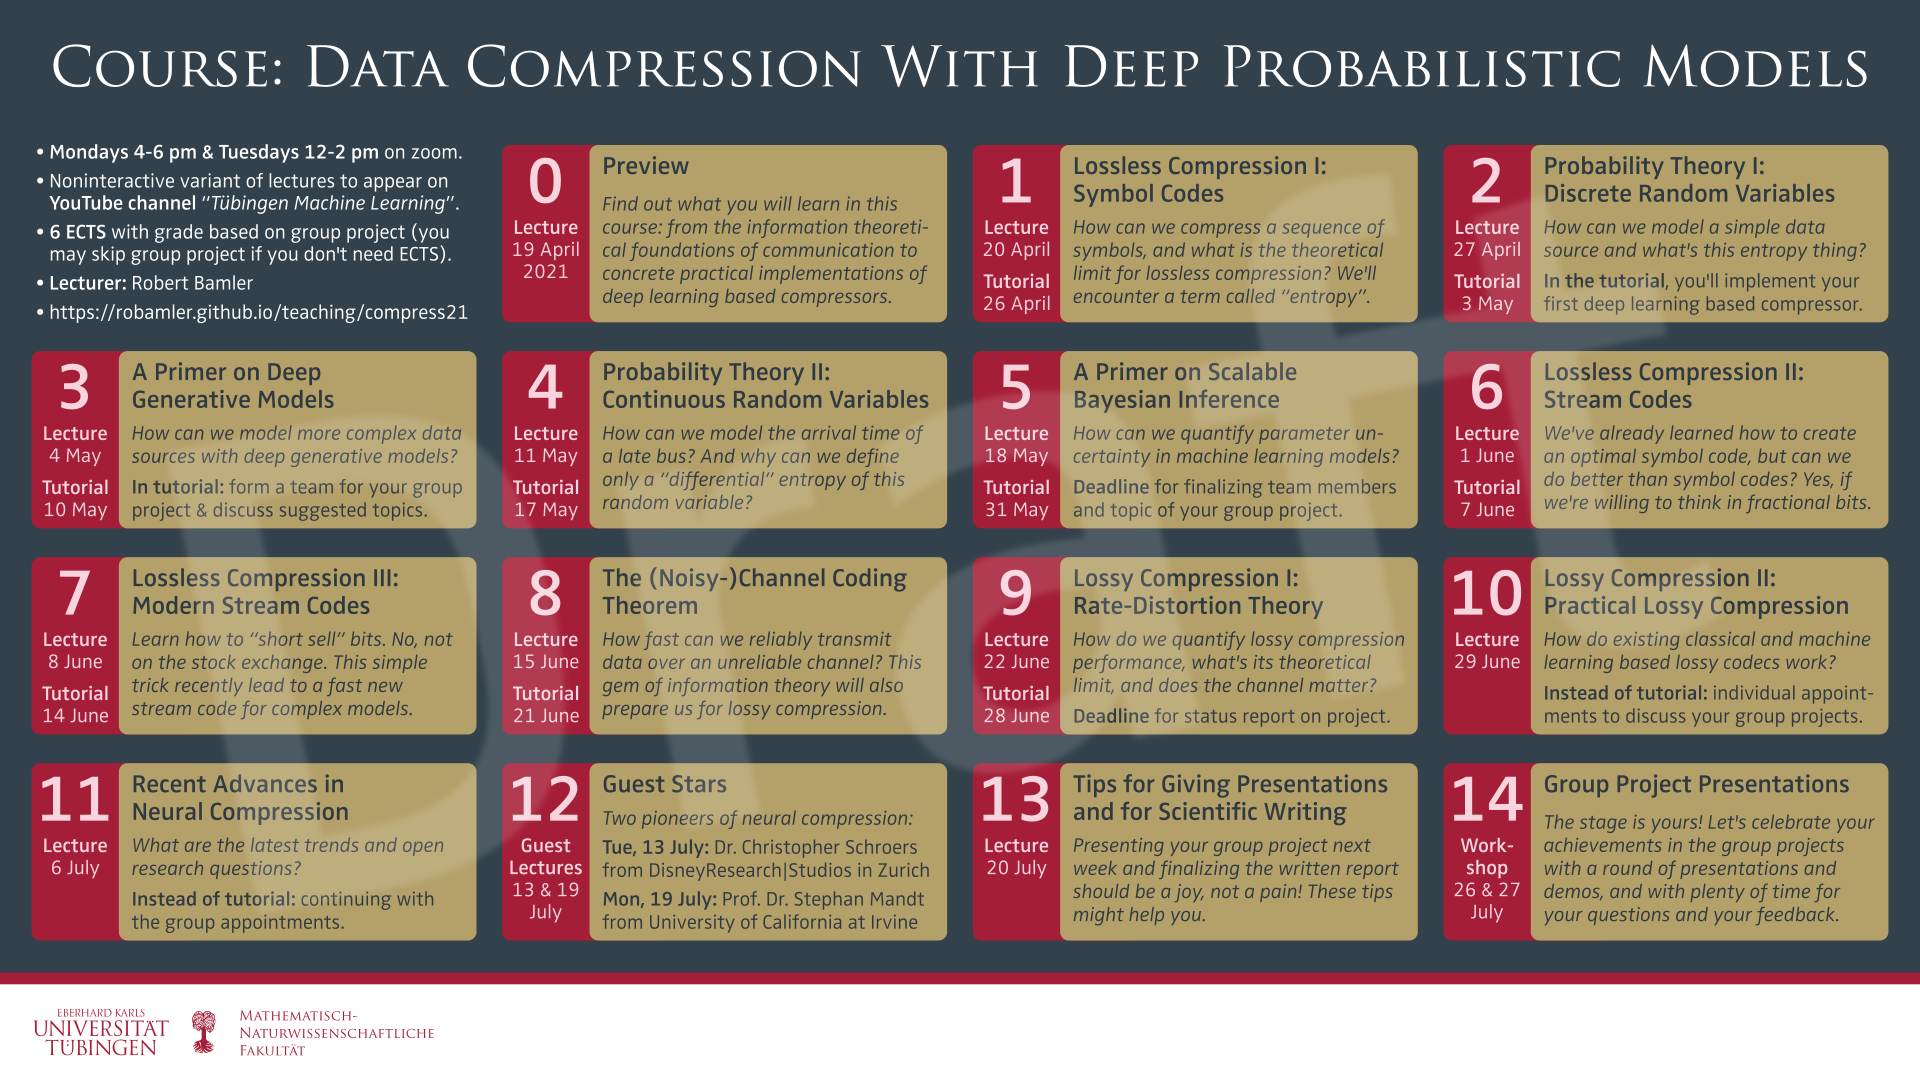 Course: Data Compression With Deep Probabilistic Models
• Mondays 4-6 pm & Tuesdays 12-2 pm on zoom.
• Noninteractive variant of lectures to appear on
YouTube channel “Tübingen Machine Learning”.
• 6 ECTS with grade based on group project (you
may skip group project if you don't need ECTS).
• Lecturer: Robert Bamler
• https://robamler.github.io/teaching/compress21
0
Lecture
19 April
2021
Preview
Find out what you will learn in this
course: from the information theoreti-
cal foundations of communication to
concrete practical implementations of
deep learning based compressors.
1
Lecture
20 April
Tutorial
26 April
Lossless Compression I:
Symbol Codes
How can we compress a sequence of
symbols, and what is the theoretical
limit for lossless compression? We'll
encounter a term called “entropy”.
2
Lecture
27 April
Tutorial
3 May
Probability Theory I:
Discrete Random Variables
How can we model a simple data
source and what's this entropy thing?
In the tutorial, you'll implement your
first deep learning based compressor.
3
Lecture
4 May
Tutorial
10 May
A Primer on Deep
Generative Models
How can we model more complex data
sources with deep generative models?
In tutorial: form a team for your group
project & discuss suggested topics.
4
Lecture
11 May
Tutorial
17 May
Probability Theory II:
Continuous Random Variables
How can we model the arrival time of
a late bus? And why can we define
only a “differential” entropy of this
random variable?
5
Lecture
18 May
Tutorial
31 May
A Primer on Scalable
Bayesian Inference
How can we quantify parameter un-
certainty in machine learning models?
Deadline for finalizing team members
and topic of your group project.
6
Lecture
1 June
Tutorial
7 June
Lossless Compression II:
Stream Codes
We've already learned how to create
an optimal symbol code, but can we
do better than symbol codes? Yes, if
we're willing to think in fractional bits.
7
Lecture
8 June
Tutorial
14 June
Lossless Compression III:
Modern Stream Codes
Learn how to “short sell” bits. No, not
on the stock exchange. This simple
trick recently lead to a fast new
stream code for complex models.
8
Lecture
15 June
Tutorial
21 June
The (Noisy-)Channel Coding
Theorem
How fast can we reliably transmit
data over an unreliable channel? This
gem of information theory will also
prepare us for lossy compression.
9
Lecture
22 June
Tutorial
28 June
Lossy Compression I:
Rate-Distortion Theory
How do we quantify lossy compression
performance, what's its theoretical
limit, and does the channel matter?
Deadline for status report on project.
10
Lecture
29 June
Lossy Compression II:
Practical Lossy Compression
How do existing classical and machine
learning based lossy codecs work?
Instead of tutorial: individual appoint-
ments to discuss your group projects.
11
Lecture
6 July
Recent Advances in
Neural Compression
What are the latest trends and open
research questions?
Instead of tutorial: continuing with
the group appointments.
12
Guest
Lectures
13 & 19
July
Guest Stars
Two pioneers of neural compression:
Tue, 13 July: Dr. Christopher Schroers
from DisneyResearch|Studios in Zurich
Mon, 19 July: Prof. Dr. Stephan Mandt
from University of California at Irvine
13
Lecture
20 July
Tips for Giving Presentations
and for Scientific Writing
Presenting your group project next
week and finalizing the written report
should be a joy, not a pain! These tips
might help you.
14
Work-
shop
26 & 27
July
Group Project Presentations
The stage is yours! Let's celebrate your
achievements in the group projects
with a round of presentations and
demos, and with plenty of time for
your questions and your feedback.
Draft
EBERHARD KARLS
UNIVERSITÄT
TÜBINGEN
Mathematisch-
Naturwissenschaftliche
Fakultät